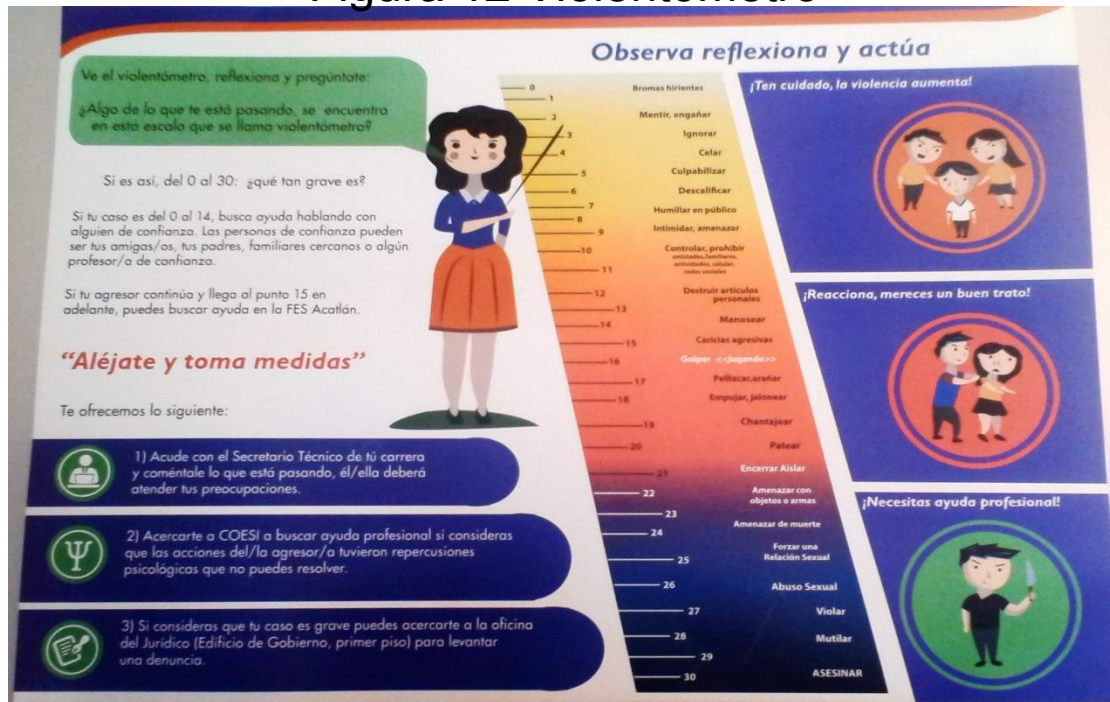 Ve el violentómetro, reflexiona y pregúntate:
¿Algo de lo que te está pasando, se encuentra
en esta escala que se llama violentómetro?
Si es así, del 0 al 30: ¿qué tan grave es?
Si tu caso es del 0 al 14, busca ayuda hablando con
alguien de confianza. Las personas de confianza pueden
ser tus amigas/os, tus padres, familiares cercanos o algún
profesor/a de confianza.
Si tu agresor continúa y llega al punto 15 en
adelante, puedes buscar ayuda en la FES Acatlán.
“Aléjate y toma medidas”
Te ofrecemos lo siguiente:
1) Acude con el Secretario Técnico de tú carrera
y coméntale lo que está pasando, él/ella deberá
atender tus preocupaciones.
2) Acercarte a COESI a buscar ayuda profesional si consideras
que las acciones del/la agresor/a tuvieron repercusiones
psicológicas que no puedes resolver.
3) Si consideras que tu caso es grave puedes acercarte a la oficina
del Jurídico (Edificio de Gobierno, primer piso) para levantar
una denuncia.
Observa reflexiona y actúa
0 Bromas hirientes
1
2 Mentir, engañar
3 Ignorar
4 Celar
5 Culpabilizar
6 Descalificar
7 Humillar en público
8
9 Intimidar, amenazar
10 Controlar, prohibir
amistades, familiares,
actividades, celular,
redes sociales
11
12 Destruir artículos
personales
13
14 Manosear
15 Caricias agresivas
16 Golper <<jugando>>
17 Pellizcar, arañar
18 Empujar, jalonear
19 Chantajear
20 Patear
21 Encerrar Aislar
22 Amenazar con
objetos o armas
23
24 Amenazar de muerte
25 Forzar una
Relación Sexual
26 Abuso Sexual
27 Violar
28 Mutilar
29
30 ASESINAR
¡Ten cuidado, la violencia aumenta!
¡Reacciona, mereces un buen trato!
¡Necesitas ayuda profesional!